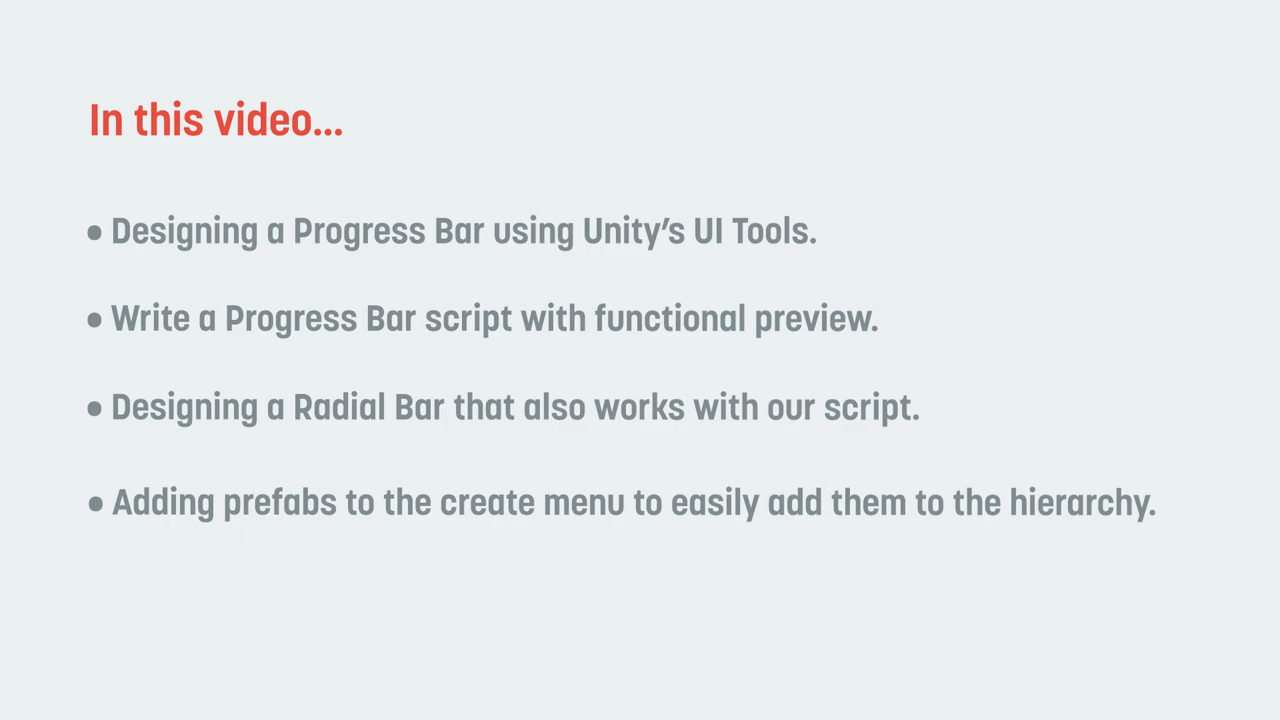 In this video...
• Designing a Progress Bar using Unity’s UI Tools.
• Write a Progress Bar script with functional preview.
• Designing a Radial Bar that also works with our script.
• Adding prefabs to the create menu to easily add them to the hierarchy.